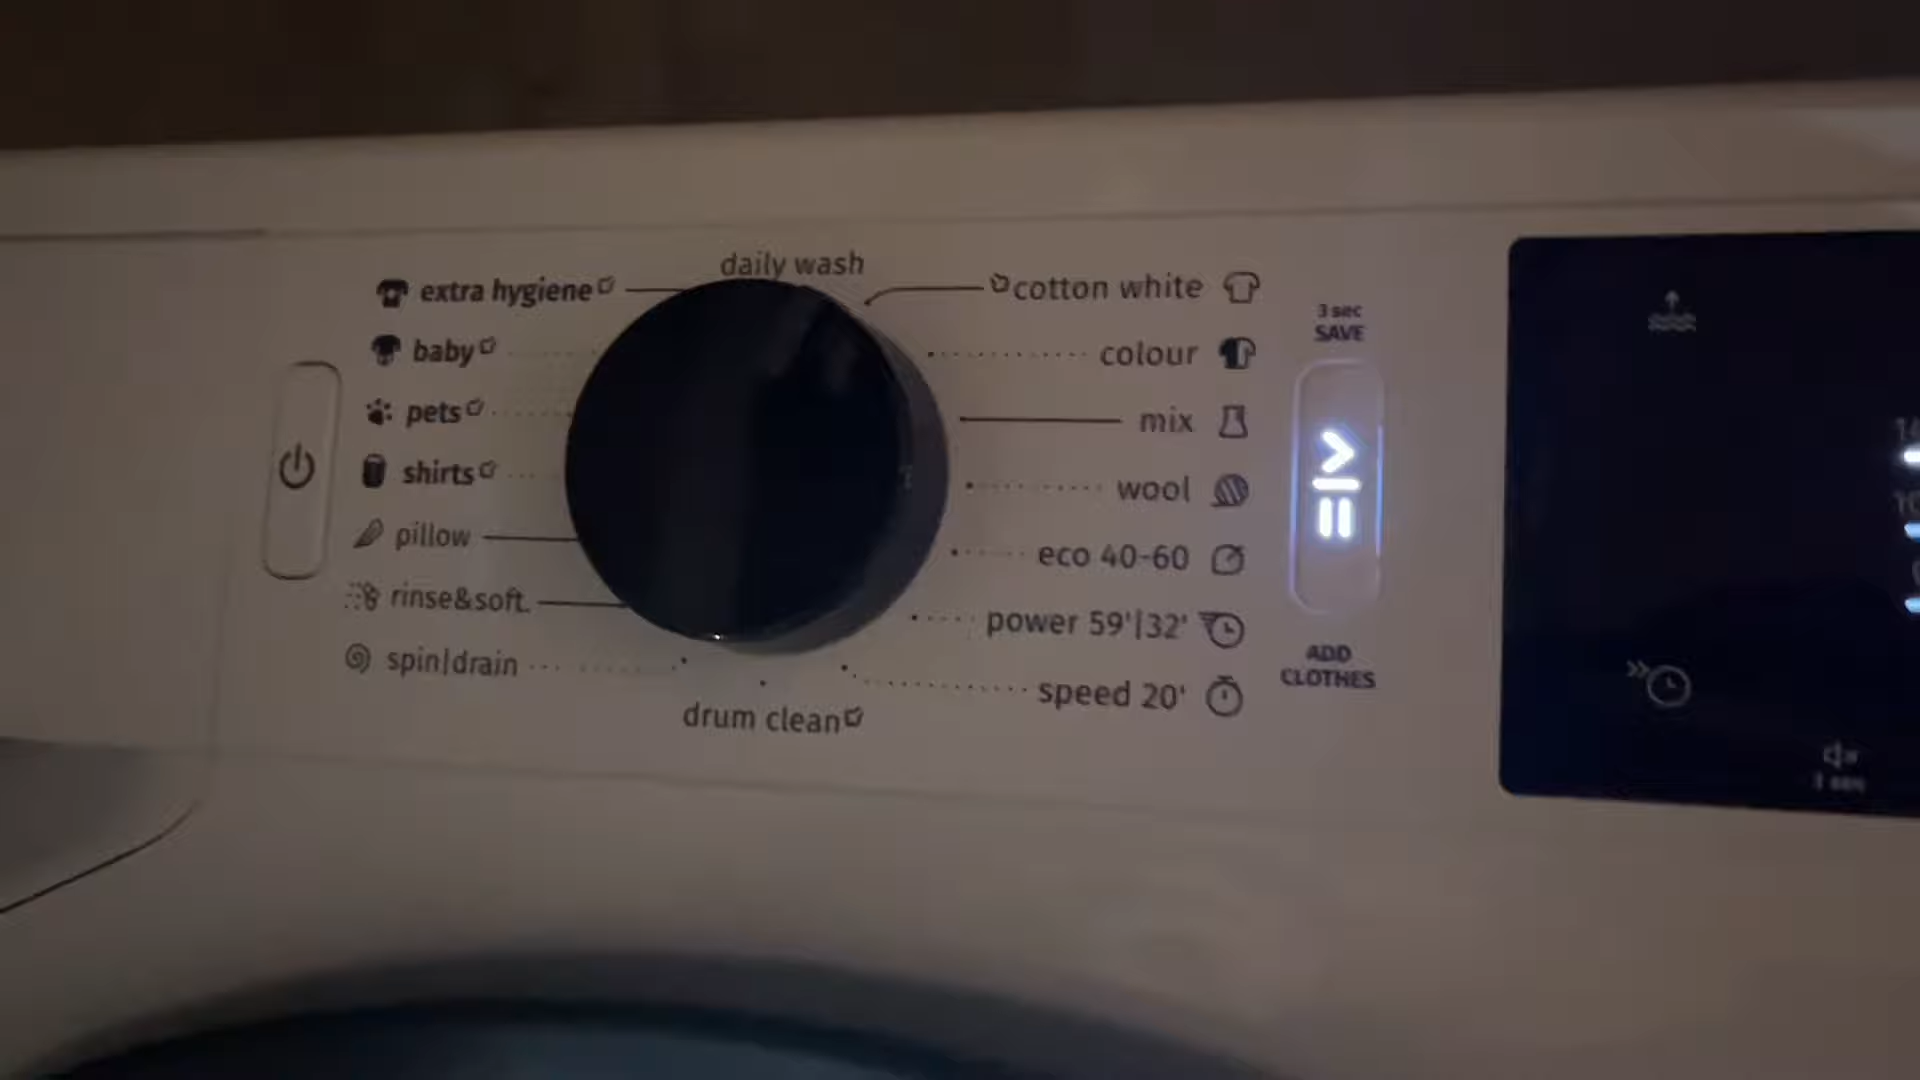 daily wash
extra hygiene
baby
pets
shirts
pillow
rinse&soft.
spin|drain
drum clean
cotton white
colour
mix
wool
eco 40-60
power 59'|32'
speed 20'
3 sec
SAVE
ADD
CLOTHES